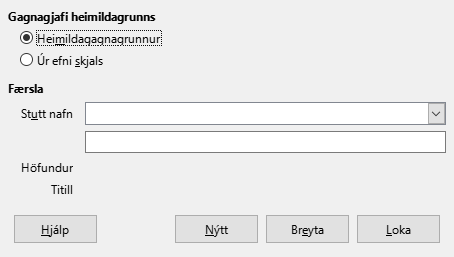 Gagnagjafi heimildagrunns
Heimildagagnagrunnur
Úr efni skjals
Færsla
Stutt nafn
Höfundur
Titill
Hjálp Nýtt Breyta Loka